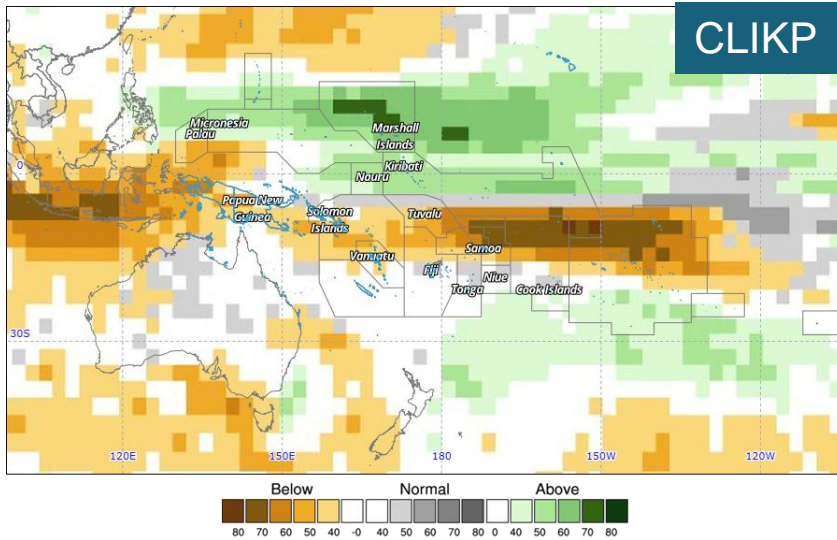 CLIKP
Micronesia
Palau
Marshall
Islands
0
Kiribati
Nauru
Papua New
Guinea
Solomon
Islands
Tuvalu
Samoa
Vanuatu
Fiji
Niue
Tonga
Cook Islands
30S
120E 150E 180 150W 120W
Below Normal Above
80 70 60 50 40 -0 40 50 60 70 80 0 40 50 60 70 80